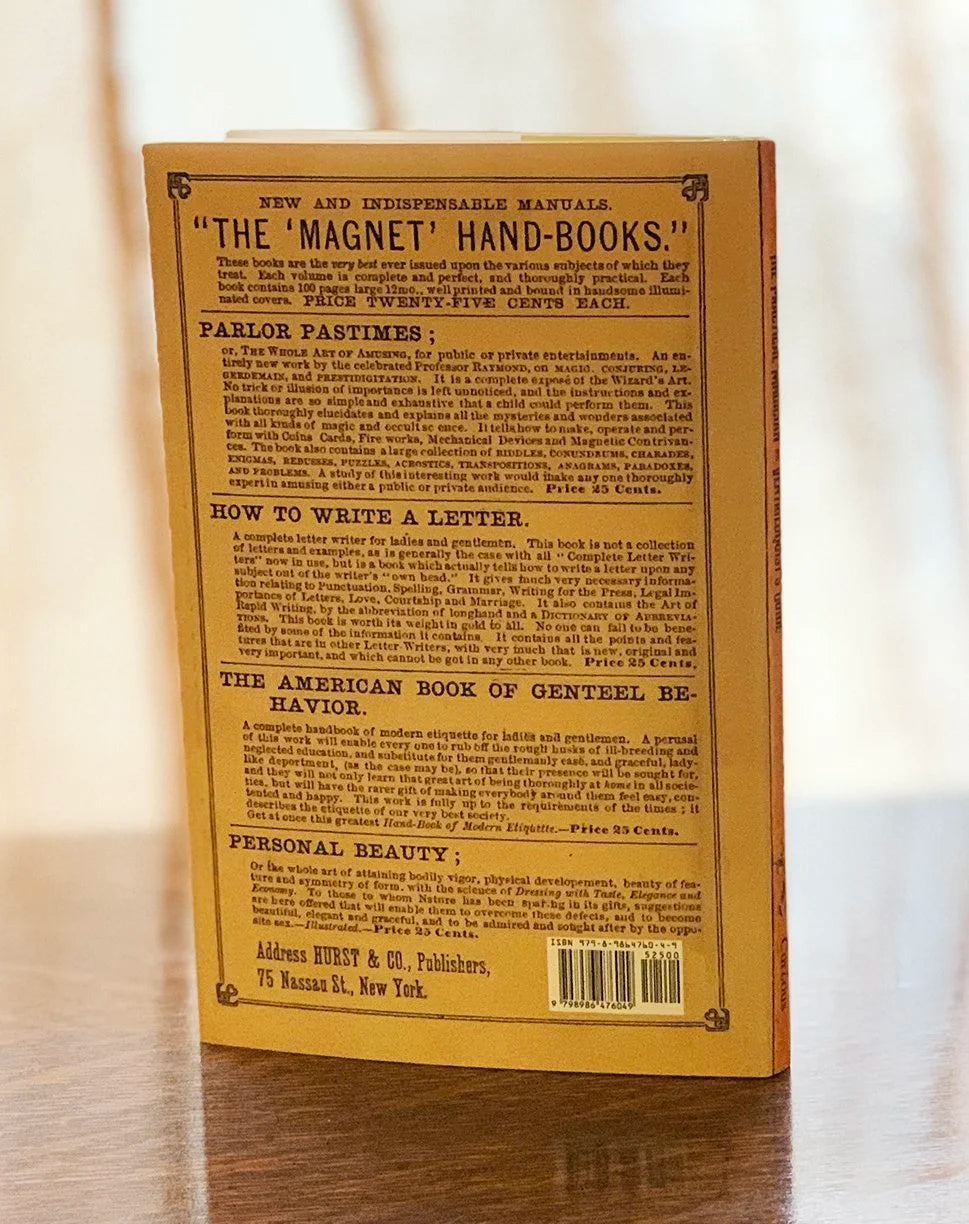 NEW AND INDISPENSABLE MANUALS.
"THE 'MAGNET' HAND-BOOKS."
These books are the very best ever issued upon the various subjects of which they
treat. Each volume is complete and perfect, and thoroughly practical. Each
book contains 100 pages large 12mo., well printed and bound in handsome illumi-
nated covers. PRICE TWENTY-FIVE CENTS EACH.
PARLOR PASTIMES ;
or, THE WHOLE ART OF AMUSING, for public or private entertainments. An en-
tirely new work by the celebrated Professor RAYMOND, on MAGIC, CONJURING, LE-
GERDEMAIN, and PRESTIDIGITATION. It is a complete exposé of the Wizard's Art.
No trick or illusion of importance is left unnoticed, and the instructions and ex-
planations are so simple and exhaustive that a child could perform them. This
book thoroughly elucidates and explains all the mysteries and wonders associated
with all kinds of magic and occult sc ence. It tells how to make, operate and per-
form with Coins Cards, Fire works, Mechanical Devices and Magnetic Contrivan-
ces. The book also contains a large collection of RIDDLES, CONUNDRUMS, CHARADES,
ENIGMAS, REBUSSES, PUZZLES, ACROSTICS, TRANSPOSITIONS, ANAGRAMS, PARADOXES,
AND PROBLEMS. A study of this interesting work would make any one thoroughly
expert in amusing either a public or private audience. Price 25 Cents.
HOW TO WRITE A LETTER.
A complete letter writer for ladies and gentlemen. This book is not a collection
of letters and examples, as is generally the case with all "Complete Letter Wri-
ters" now in use, but is a book which actually tells how to write a letter upon any
subject out of the writer's "own head." It gives much very necessary informa-
tion relating to Punctuation, Spelling, Grammar, Writing for the Press, Legal Im-
portance of Letters, Love, Courtship and Marriage. It also contains the Art of
Rapid Writing, by the abbreviation of longhand and a DICTIONARY OF ABBREVIA-
TIONS. This book is worth its weight in gold to all. No one can fail to be bene-
fited by some of the information it contains. It contains all the points and fea-
tures that are in other Letter-Writers, with very much that is new, original and
very important, and which cannot be got in any other book. Price 25 Cents.
THE AMERICAN BOOK OF GENTEEL BE-
HAVIOR.
A complete handbook of modern etiquette for ladies and gentlemen. A perusal
of this work will enable every one to rub off the rough husks of ill-breeding and
neglected education, and substitute for them gentlemanly ease, and graceful, lady-
like deportment, (as the case may be), so that their presence will be sought for,
and they will not only learn that great art of being thoroughly at home in all socie-
ties, but will have the rarer gift of making everybody around them feel easy, con-
tented and happy. This work is fully up to the requirements of the times ; it
describes the etiquette of our very best society.
Get at once this greatest Hand-Book of Modern Etiquette.—Price 25 Cents.
PERSONAL BEAUTY ;
Or the whole art of attaining bodily vigor, physical developement, beauty of fea-
ture and symmetry of form, with the science of Dressing with Taste, Elegance and
Economy. To those to whom Nature has been sparing in its gifts, suggestions
are here offered that will enable them to overcome these defects, and to become
beautiful, elegant and graceful, and to be admired and sought after by the oppo-
site sex.—Illustrated.—Price 25 Cents.
Address HURST & CO., Publishers,
75 Nassau St., New York.
ISBN 979-8-9864760-4-9
52500
9 798986 476049